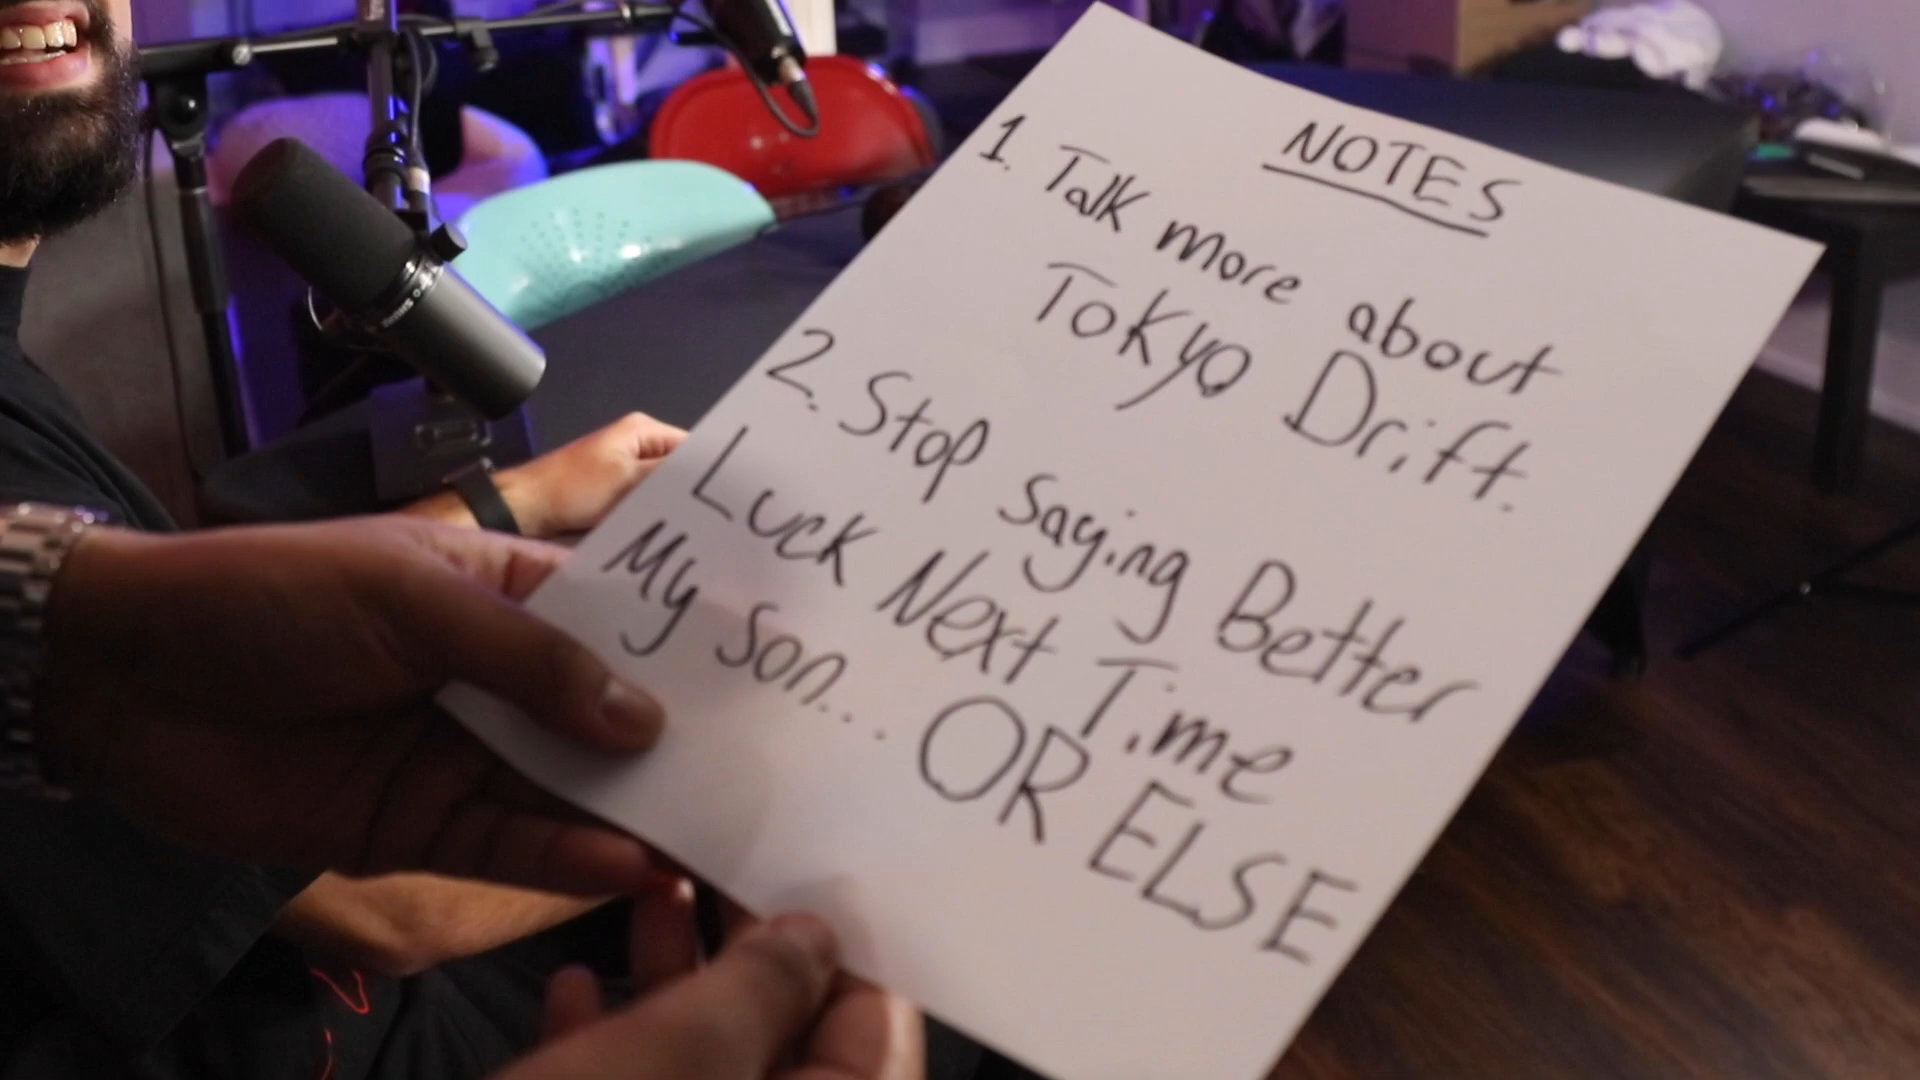 NOTES
1. Talk more about
Tokyo Drift.
2. Stop Saying Better
Luck Next Time
My Son... OR ELSE